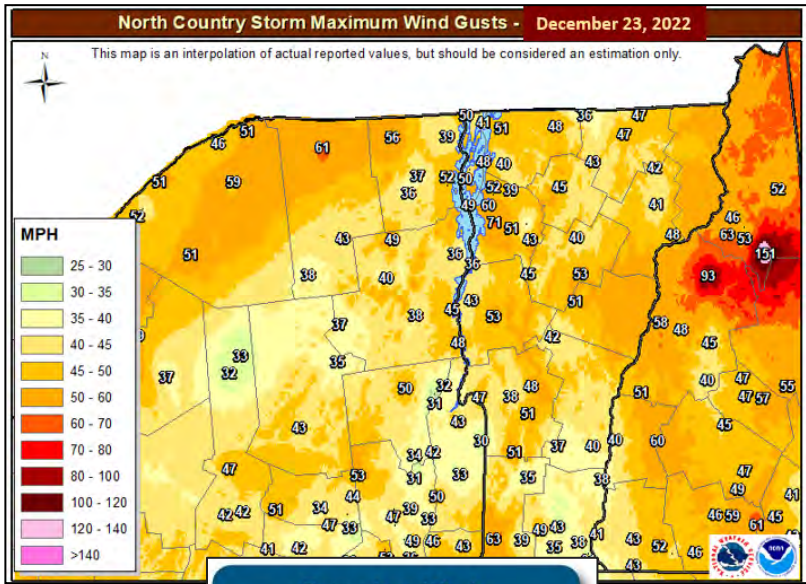 North Country Storm Maximum Wind Gusts - December 23, 2022
This map is an interpolation of actual reported values, but should be considered an estimation only.
N
50 36 47
51 41 51 48
46 61 56 39 47
37 52 50 48 40 43 42
51 59 36 52 39 45 52
52 49 60 41 46
71
51 43 49 51 43 40 48 63 53
36 36 151
38 40 45 53 93
43 51
37 38 45 53 58 48
33 35 48 42 45
37 32 50 32 47 38 48 51 40 47 55
31 51 47 57
43 43 45
34 42 30 51 37 40 40 60
47 53 31 33 35 38 47
44 50 49 41
42 42 51 34 39
47 33 47 33 49 43 41 46 59 61 45
41 42 49 46 43 63 39 35 38 43 52 46
43
MPH
25 - 30
30 - 35
35 - 40
40 - 45
45 - 50
50 - 60
60 - 70
70 - 80
80 - 100
100 - 120
120 - 140
>140